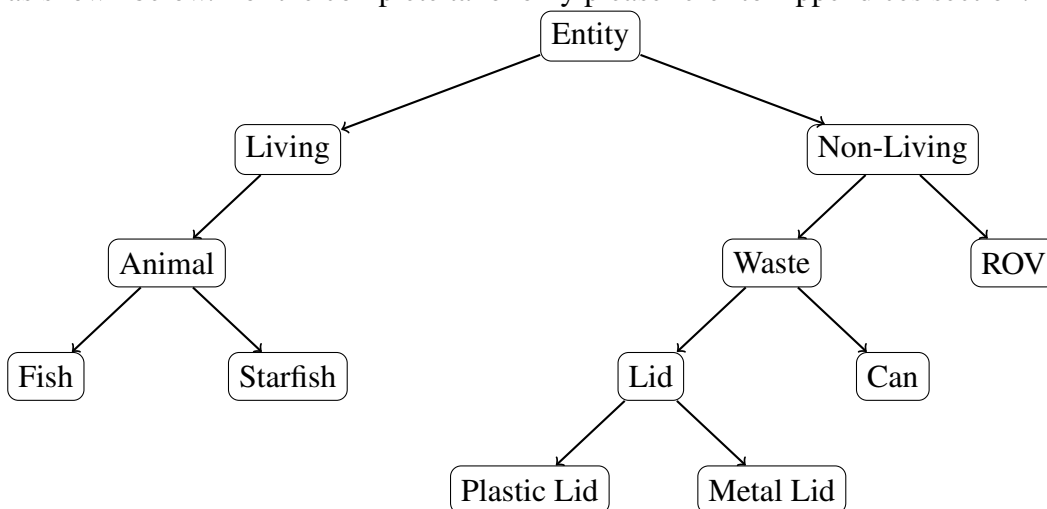 Entity
Living Non-Living
Animal Waste ROV
Fish Starfish Lid Can
Plastic Lid Metal Lid